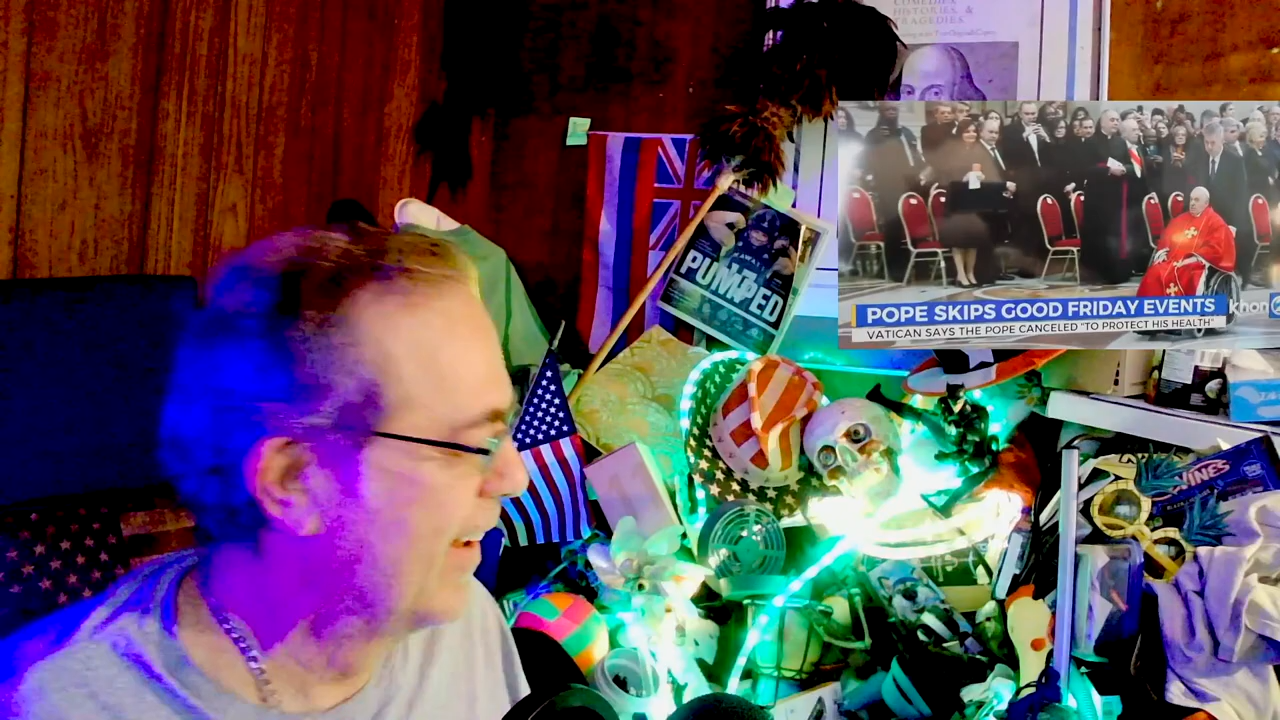 COMEDIES
HISTORIES &
TRAGEDIES
PUMPED
POPE SKIPS GOOD FRIDAY EVENTS
VATICAN SAYS THE POPE CANCELED "TO PROTECT HIS HEALTH"
khon
VINES